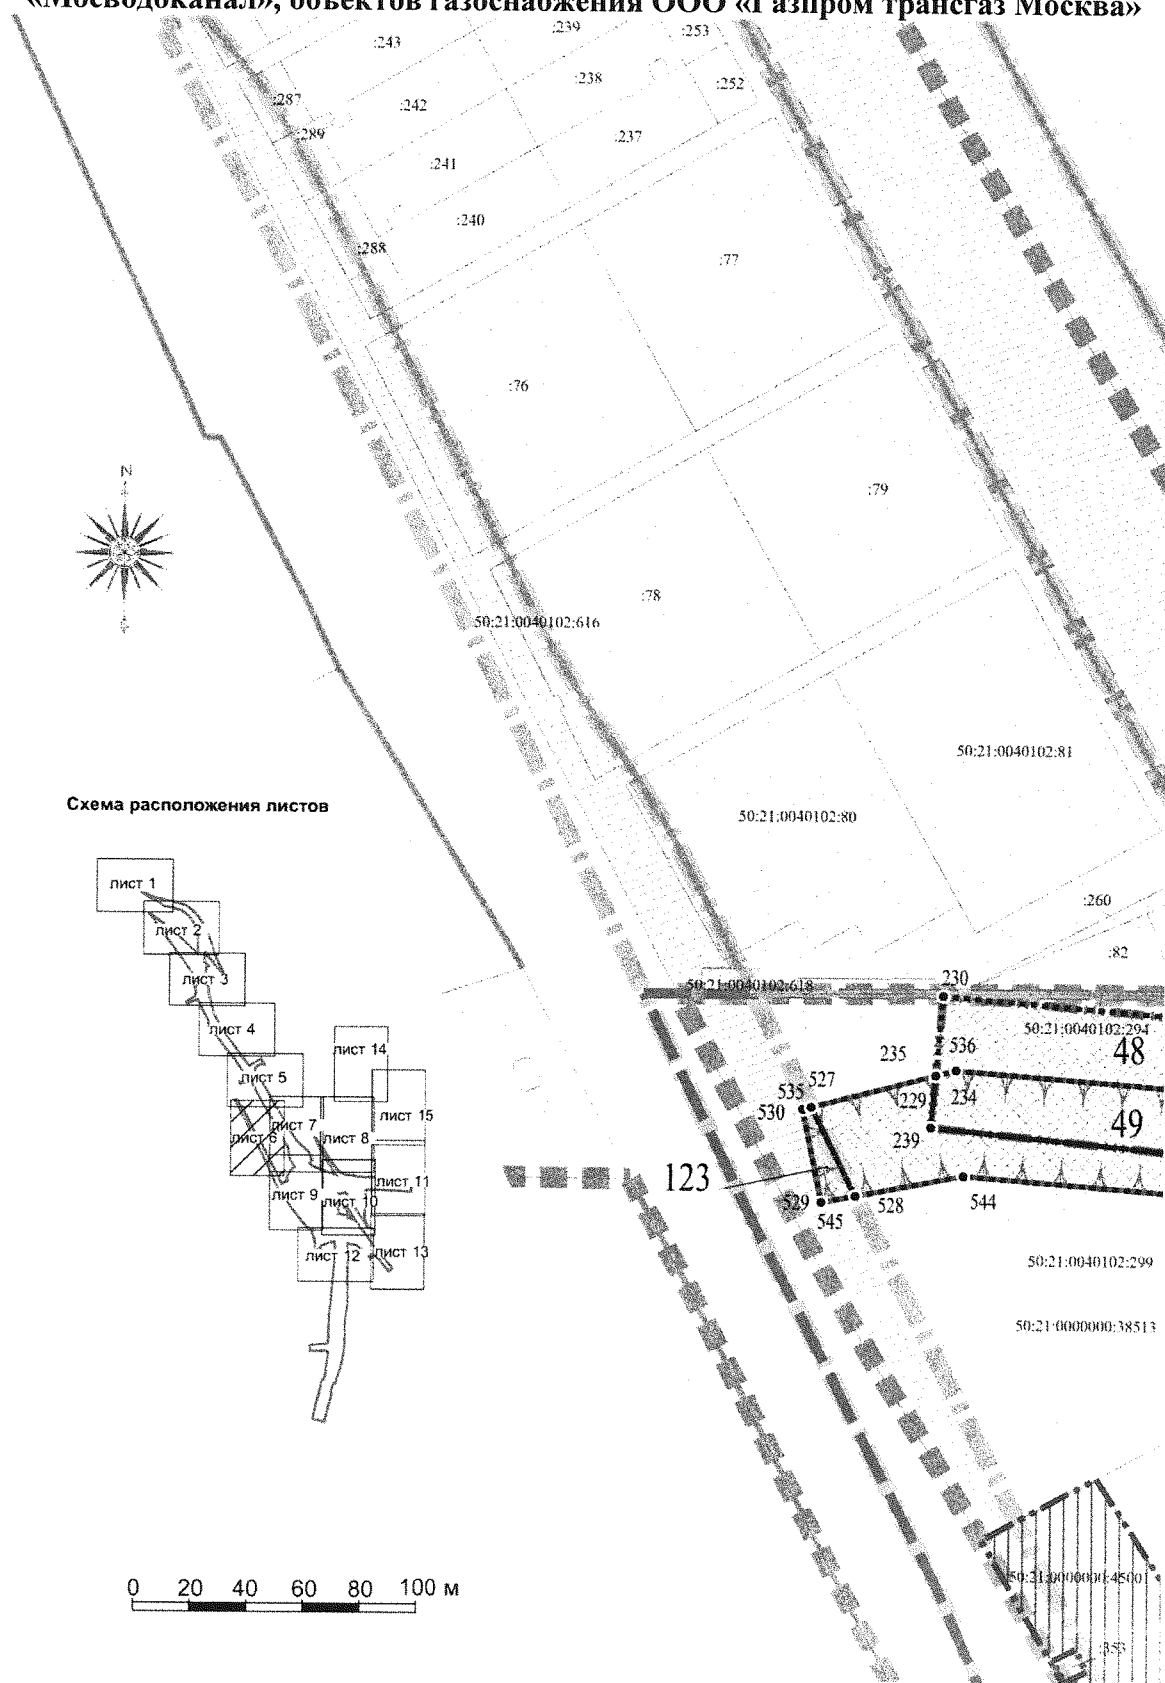 «Мосводоканал», объектов газоснабжения ООО «Газпром трансгаз Москва»
:243
:239
:253
:238
:252
:287
:242
:289
:237
:241
:240
:288
:77
:76
:79
:78
50:21:0040102:616
N
50:21:0040102:81
50:21:0040102:80
Схема расположения листов
:260
:82
50:21:0040102:618
230
50:21:0040102:294
48
235
536
535
527
530
229
234
239
49
123
529
545
528
544
50:21:0040102:299
50:21:0000000:38513
лист 1
лист 2
лист 3
лист 4
лист 14
лист 5
лист 15
лист 6
лист 7
лист 8
лист 9
лист 10
лист 11
лист 12
лист 13
50:21:0000000:45001
:353
0 20 40 60 80 100 м